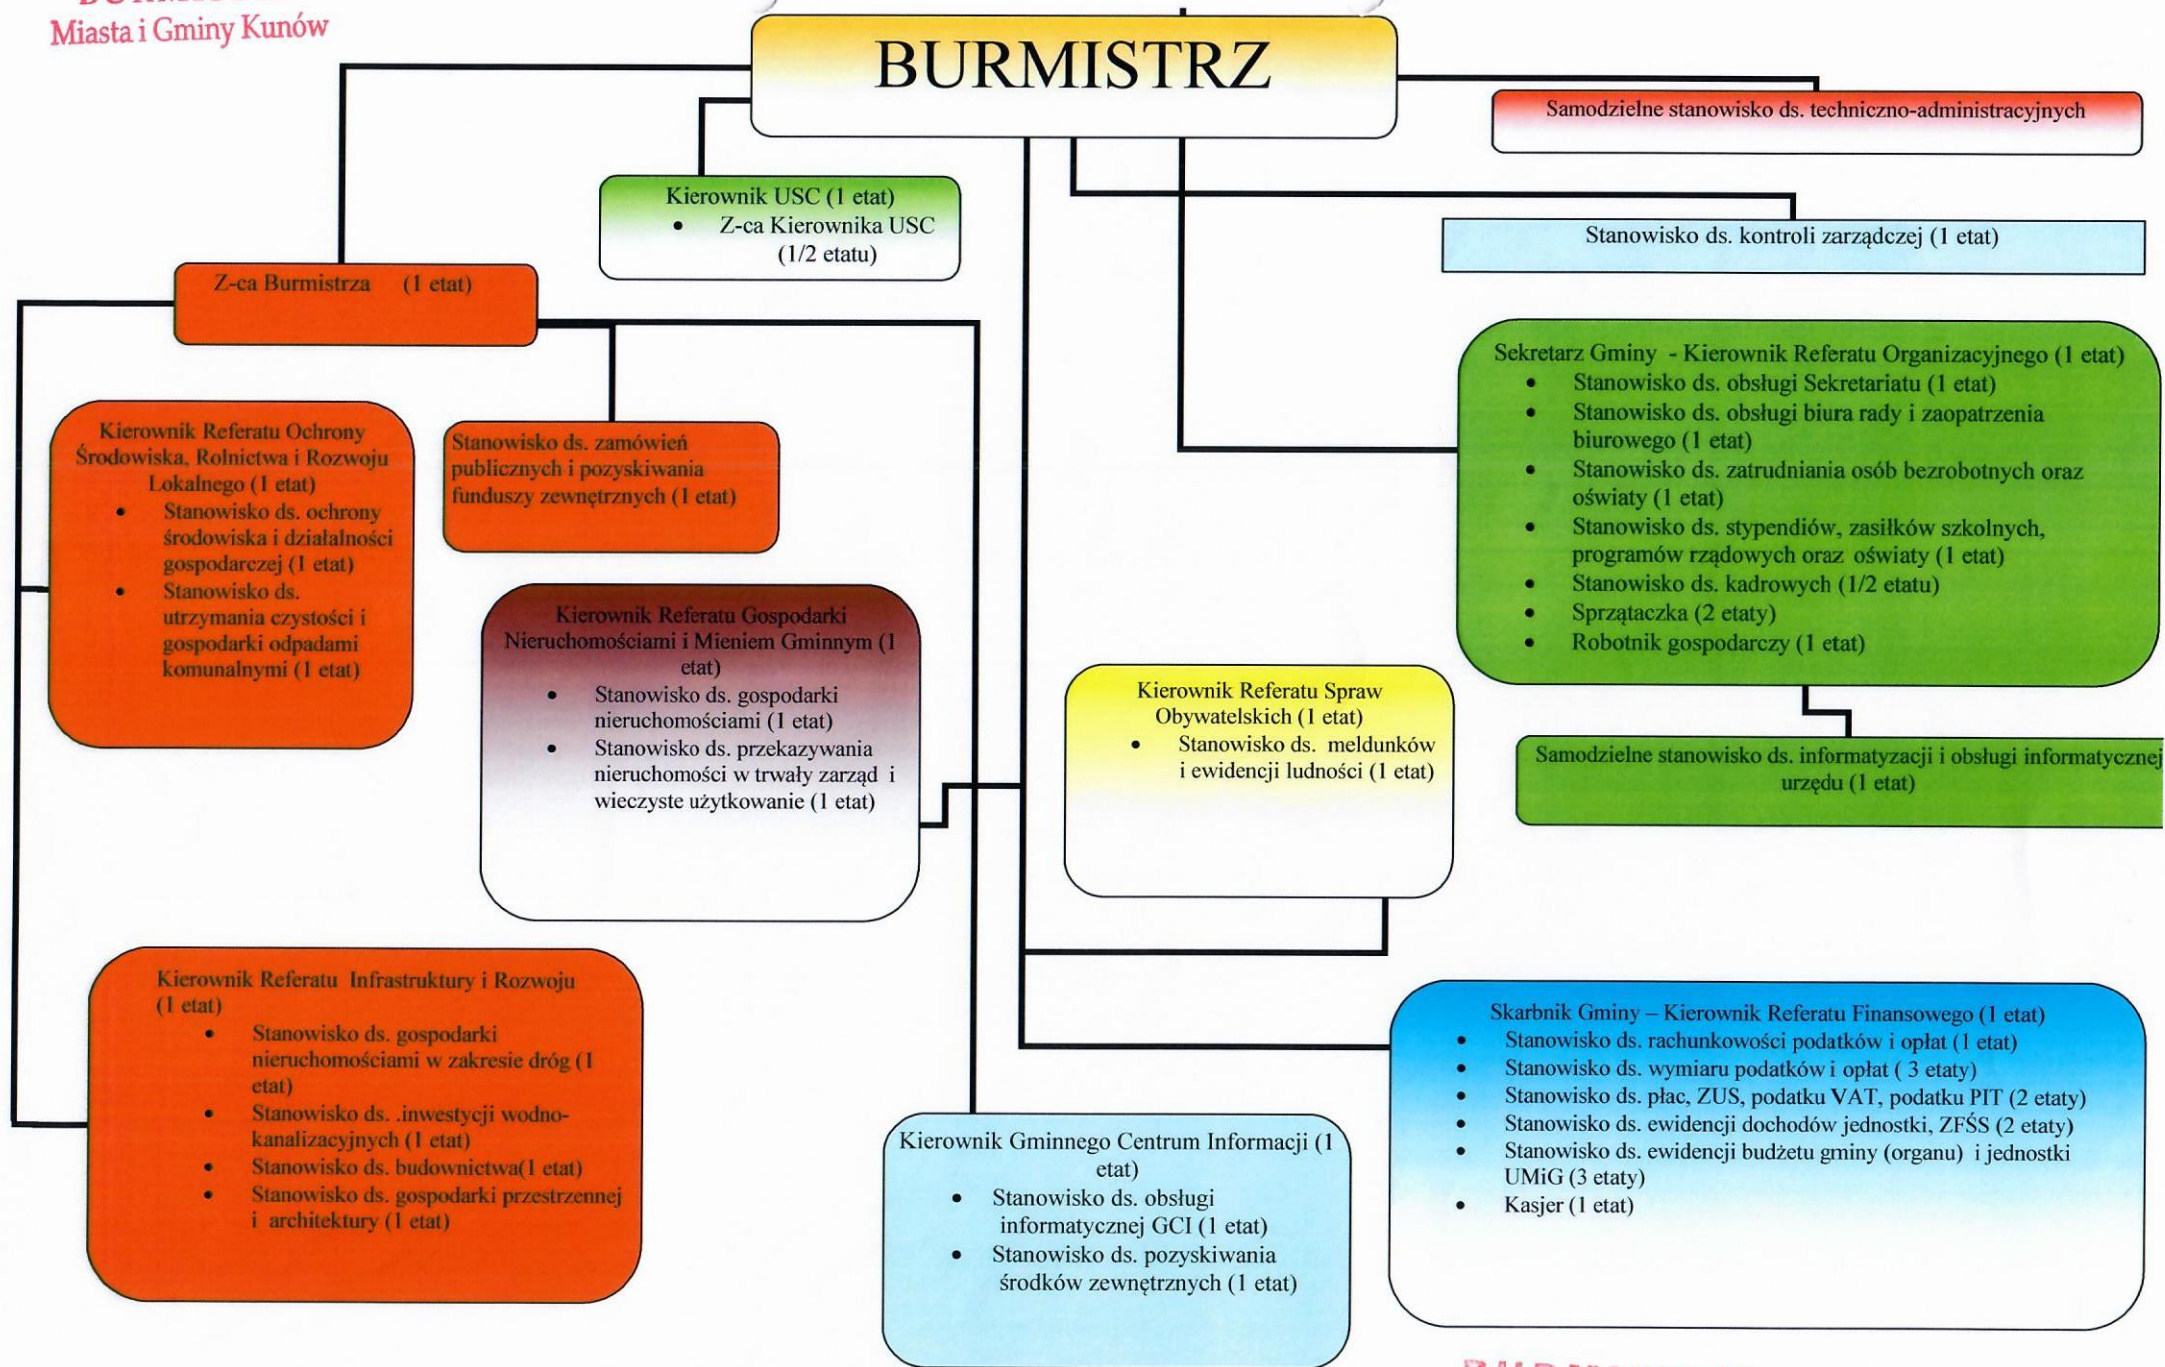 Miasta i Gminy Kunów
BURMISTRZ
Samodzielne stanowisko ds. techniczno-administracyjnych
Kierownik USC (1 etat)
• Z-ca Kierownika USC
(1/2 etatu)
Stanowisko ds. kontroli zarządczej (1 etat)
Z-ca Burmistrza (1 etat)
Sekretarz Gminy - Kierownik Referatu Organizacyjnego (1 etat)
• Stanowisko ds. obsługi Sekretariatu (1 etat)
• Stanowisko ds. obsługi biura rady i zaopatrzenia
biurowego (1 etat)
• Stanowisko ds. zatrudniania osób bezrobotnych oraz
oświaty (1 etat)
• Stanowisko ds. stypendiów, zasiłków szkolnych,
programów rządowych oraz oświaty (1 etat)
• Stanowisko ds. kadrowych (1/2 etatu)
• Sprzątaczka (2 etaty)
• Robotnik gospodarczy (1 etat)
Kierownik Referatu Ochrony
Środowiska, Rolnictwa i Rozwoju
Lokalnego (1 etat)
• Stanowisko ds. ochrony
środowiska i działalności
gospodarczej (1 etat)
• Stanowisko ds.
utrzymania czystości i
gospodarki odpadami
komunalnymi (1 etat)
Stanowisko ds. zamówień
publicznych i pozyskiwania
funduszy zewnętrznych (1 etat)
Kierownik Referatu Gospodarki
Nieruchomościami i Mieniem Gminnym (1
etat)
• Stanowisko ds. gospodarki
nieruchomościami (1 etat)
• Stanowisko ds. przekazywania
nieruchomości w trwały zarząd i
wieczyste użytkowanie (1 etat)
Kierownik Referatu Spraw
Obywatelskich (1 etat)
• Stanowisko ds. meldunków
i ewidencji ludności (1 etat)
Samodzielne stanowisko ds. informatyzacji i obsługi informatycznej
urzędu (1 etat)
Kierownik Referatu Infrastruktury i Rozwoju
(1 etat)
• Stanowisko ds. gospodarki
nieruchomościami w zakresie dróg (1
etat)
• Stanowisko ds. .inwestycji wodno-
kanalizacyjnych (1 etat)
• Stanowisko ds. budownictwa(1 etat)
• Stanowisko ds. gospodarki przestrzennej
i architektury (1 etat)
Kierownik Gminnego Centrum Informacji (1
etat)
• Stanowisko ds. obsługi
informatycznej GCI (1 etat)
• Stanowisko ds. pozyskiwania
środków zewnętrznych (1 etat)
Skarbnik Gminy – Kierownik Referatu Finansowego (1 etat)
• Stanowisko ds. rachunkowości podatków i opłat (1 etat)
• Stanowisko ds. wymiaru podatków i opłat ( 3 etaty)
• Stanowisko ds. płac, ZUS, podatku VAT, podatku PIT (2 etaty)
• Stanowisko ds. ewidencji dochodów jednostki, ZFŚS (2 etaty)
• Stanowisko ds. ewidencji budżetu gminy (organu) i jednostki
UMiG (3 etaty)
• Kasjer (1 etat)